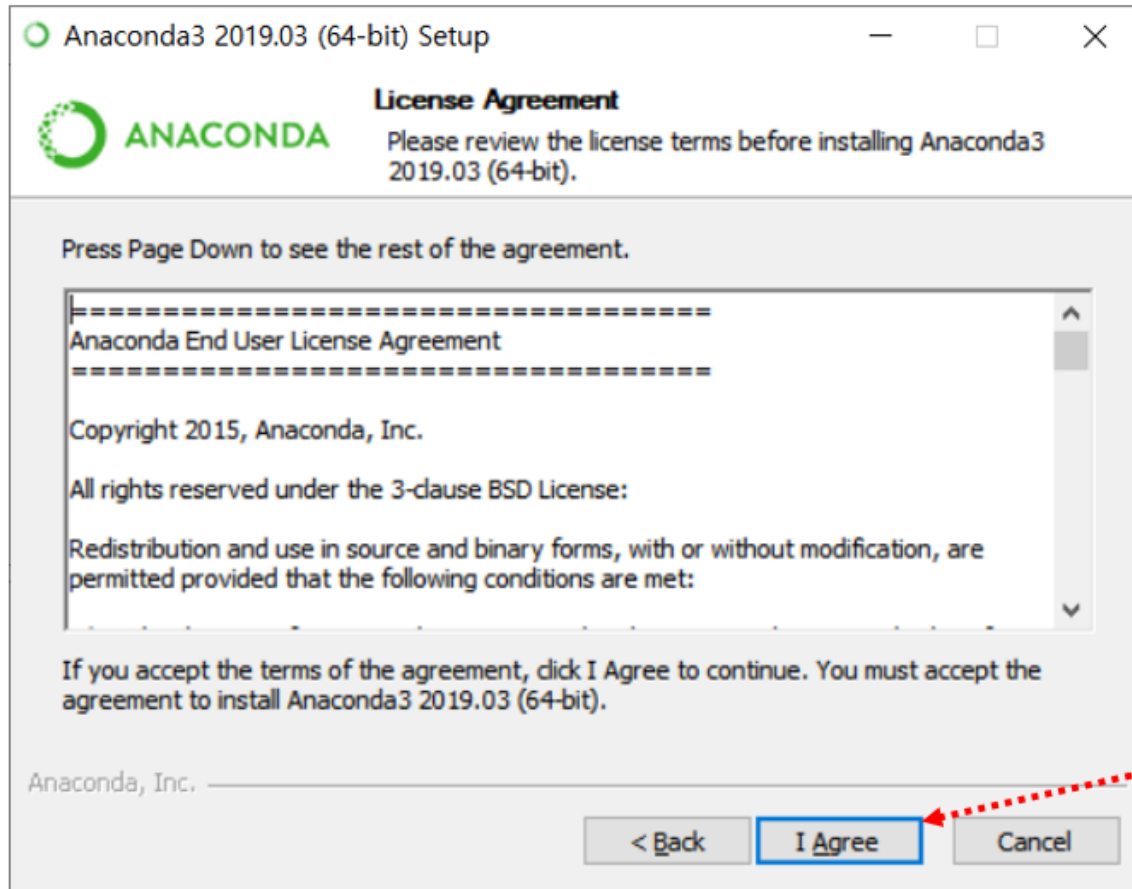 Anaconda3 2019.03 (64-bit) Setup
ANACONDA
License Agreement
Please review the license terms before installing Anaconda3
2019.03 (64-bit).
Press Page Down to see the rest of the agreement.
===================================
Anaconda End User License Agreement
===================================
Copyright 2015, Anaconda, Inc.
All rights reserved under the 3-clause BSD License:
Redistribution and use in source and binary forms, with or without modification, are
permitted provided that the following conditions are met:
If you accept the terms of the agreement, click I Agree to continue. You must accept the
agreement to install Anaconda3 2019.03 (64-bit).
Anaconda, Inc.
< Back
I Agree
Cancel